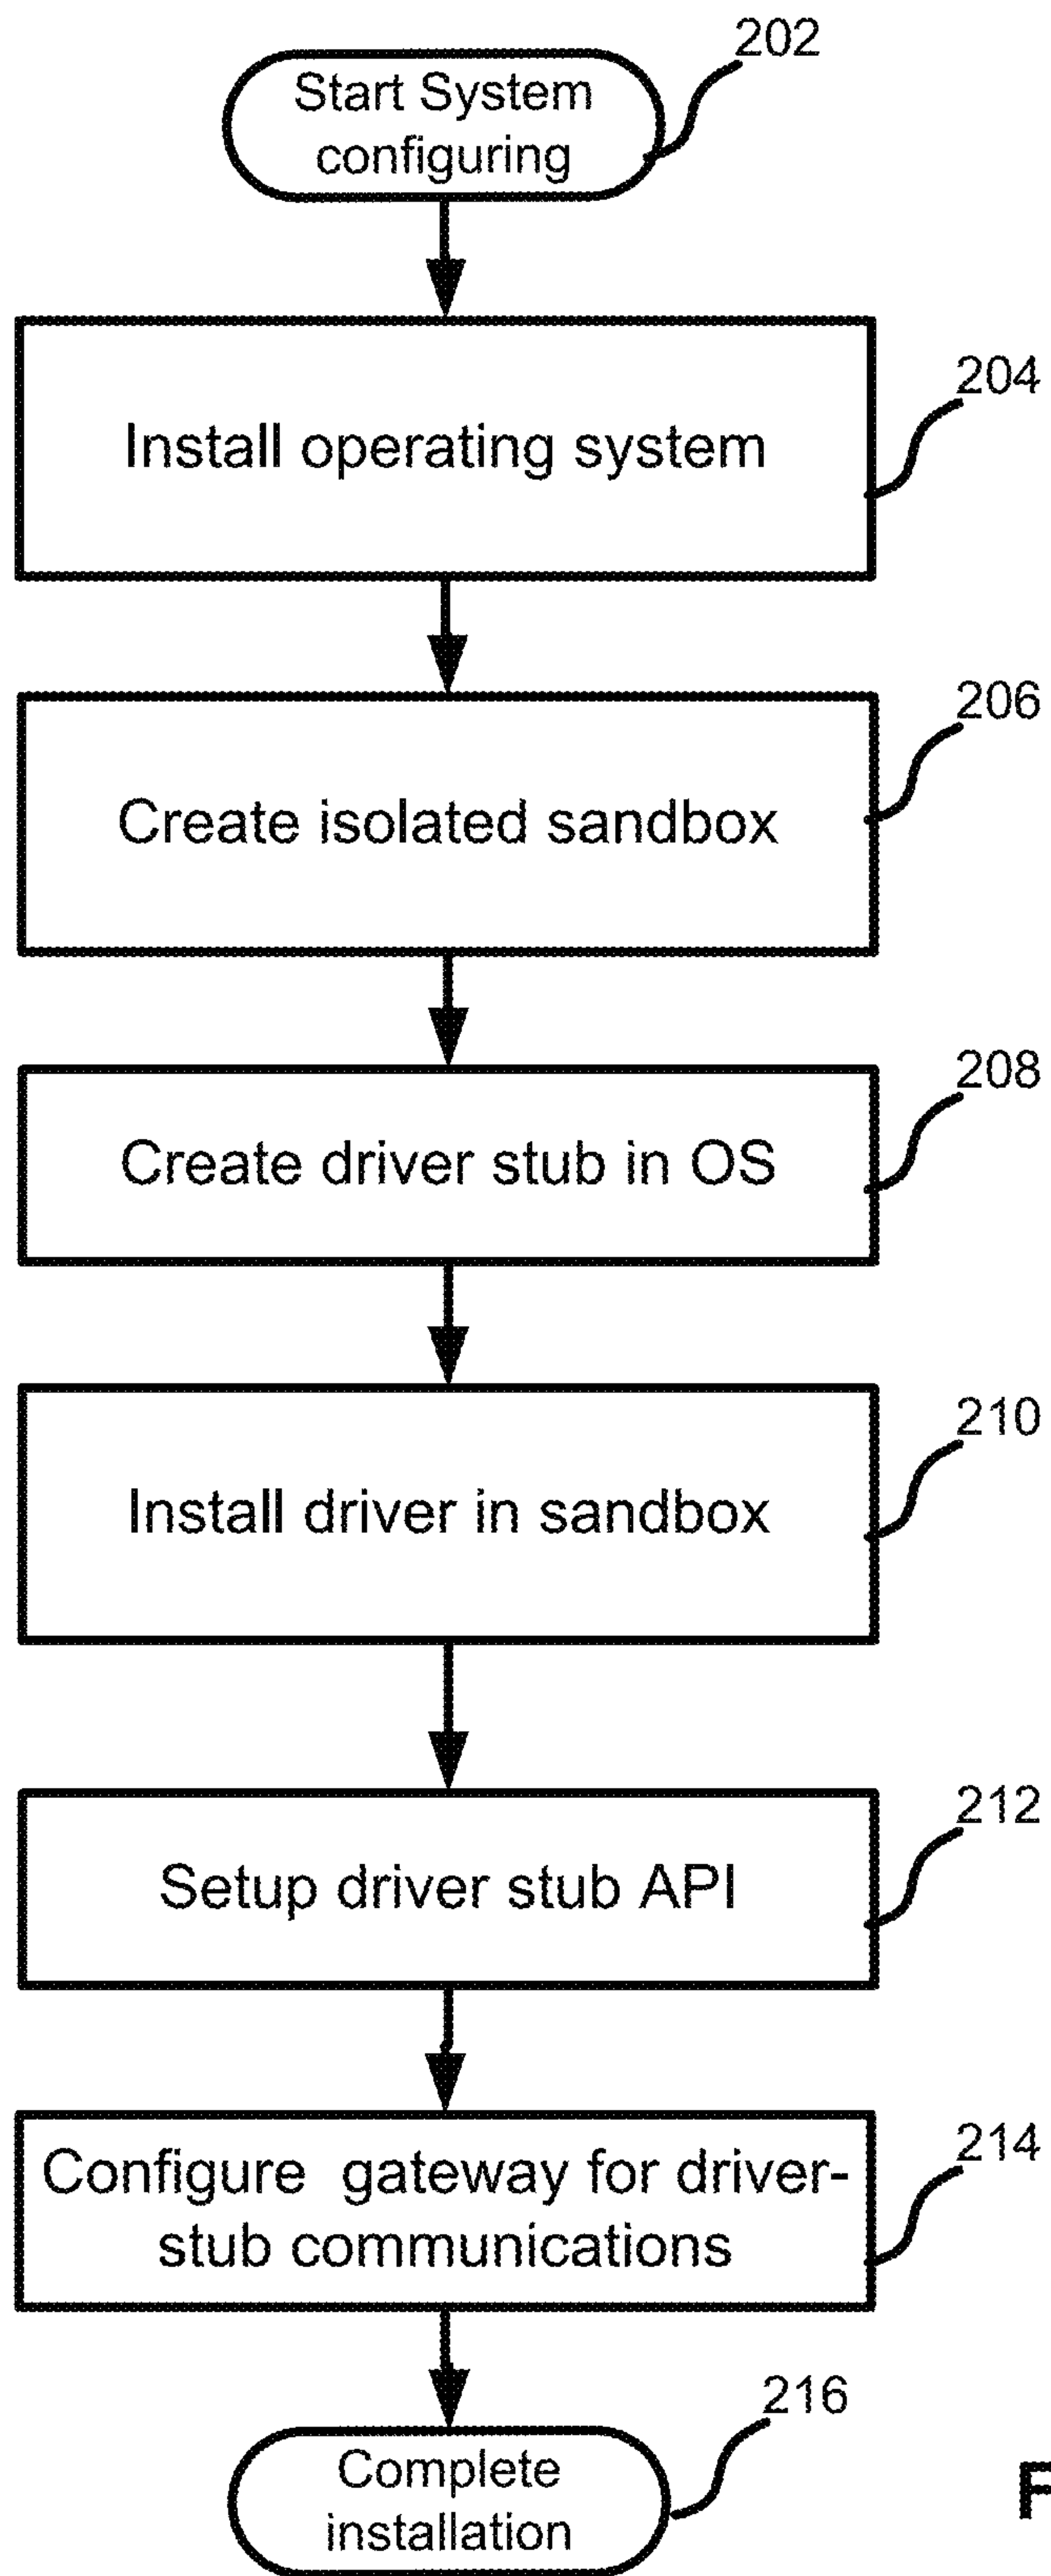 202
Start System
configuring
204
Install operating system
206
Create isolated sandbox
208
Create driver stub in OS
210
Install driver in sandbox
212
Setup driver stub API
214
Configure gateway for driver-
stub communications
216
Complete
installation
F